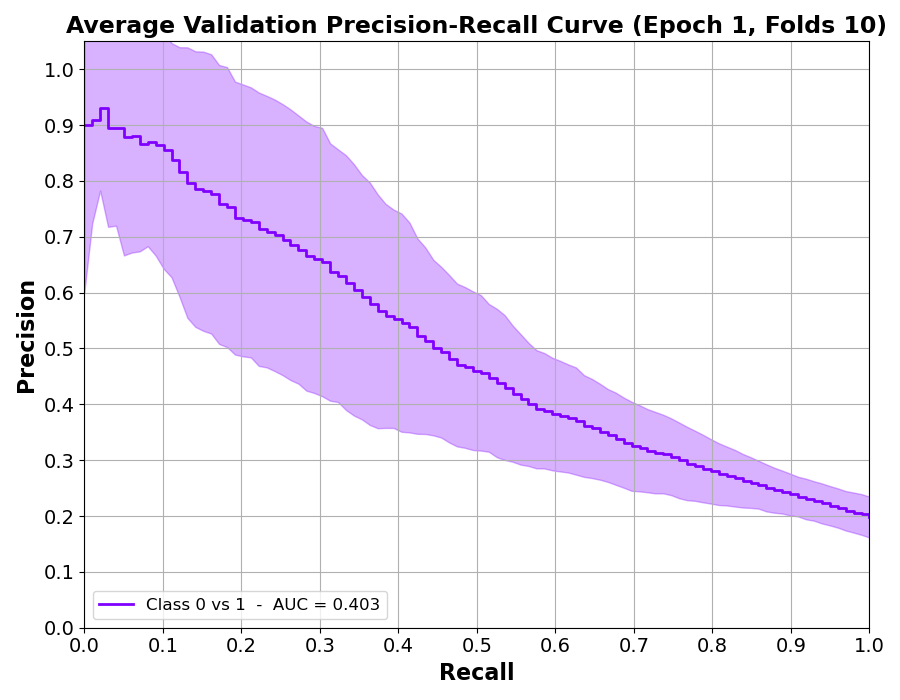 Average Validation Precision-Recall Curve (Epoch 1, Folds 10)
Precision
1.0
0.9
0.8
0.7
0.6
0.5
0.4
0.3
0.2
0.1
0.0
Class 0 vs 1 - AUC = 0.403
0.0 0.1 0.2 0.3 0.4 0.5 0.6 0.7 0.8 0.9 1.0
Recall